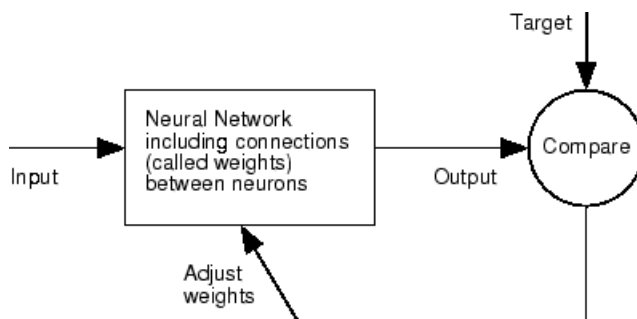 Target
Neural Network
including connections
(called weights)
between neurons
Compare
Input
Output
Adjust
weights